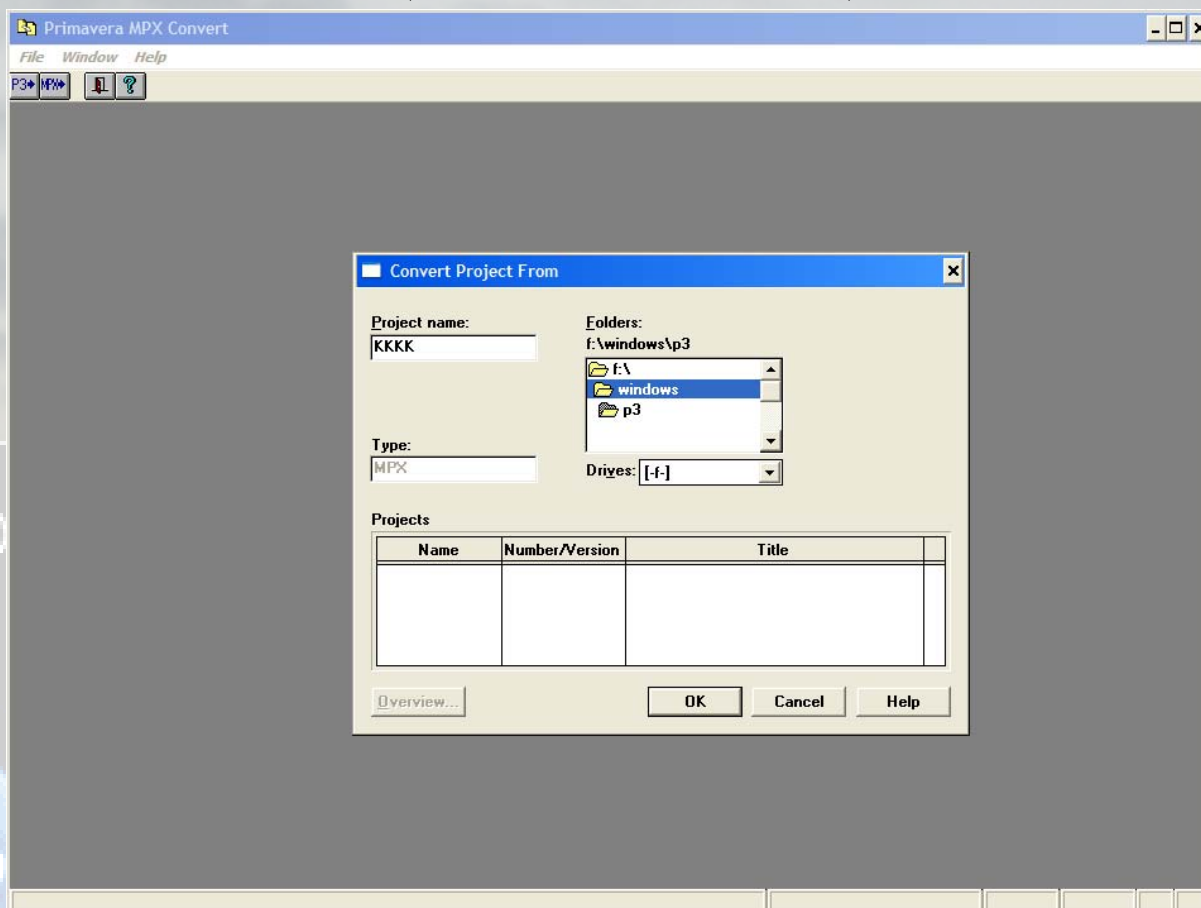 Primavera MPX Convert
File Window Help
P3 MPX ?
Convert Project From
Project name:
KKKK
Folders:
f:\windows\p3
f:\
windows
p3
Type:
MPX
Drives: [-f-]
Projects
Name Number/Version Title
Overview... OK Cancel Help